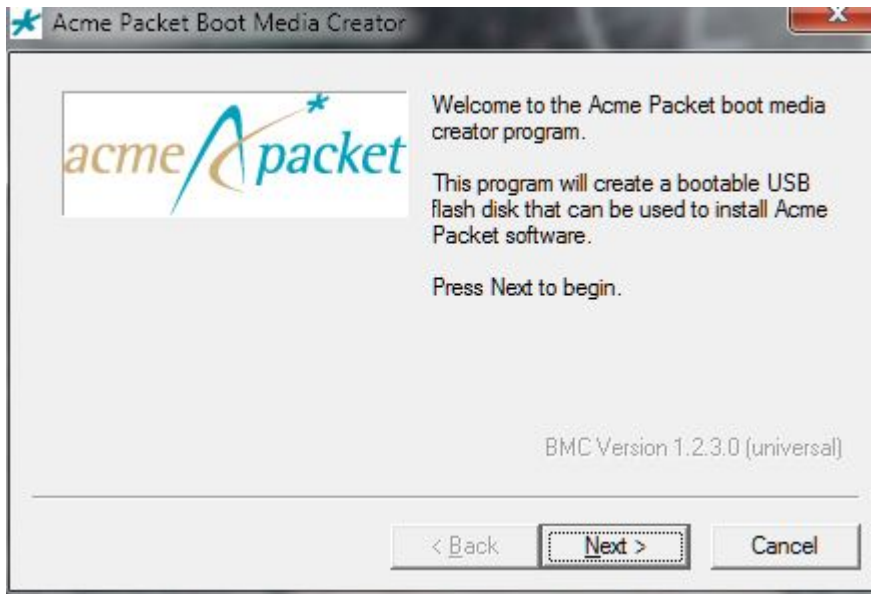 Acme Packet Boot Media Creator
acme packet
Welcome to the Acme Packet boot media
creator program.
This program will create a bootable USB
flash disk that can be used to install Acme
Packet software.
Press Next to begin.
BMC Version 1.2.3.0 (universal)
< Back
Next >
Cancel